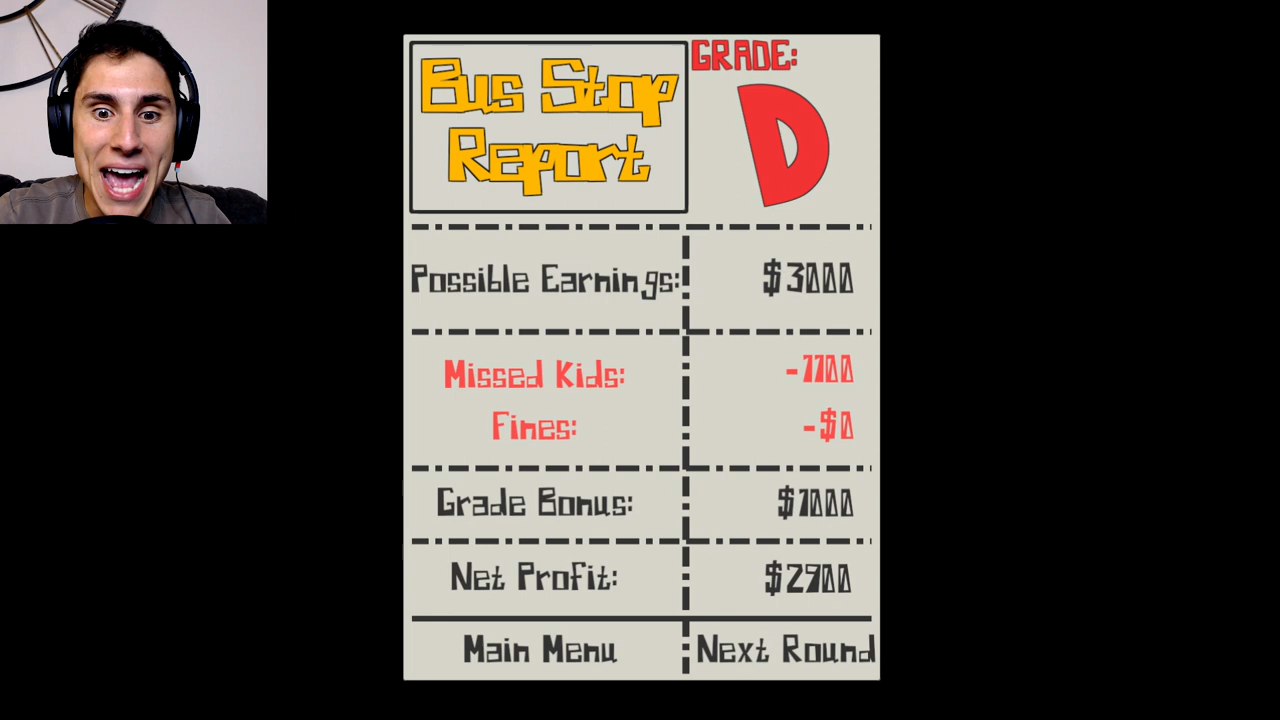 Bus Stop
Report
GRADE:
D
Possible Earnings: $3000
Missed Kids: -1100
Fines: -$0
Grade Bonus: $1000
Net Profit: $2900
Main Menu Next Round